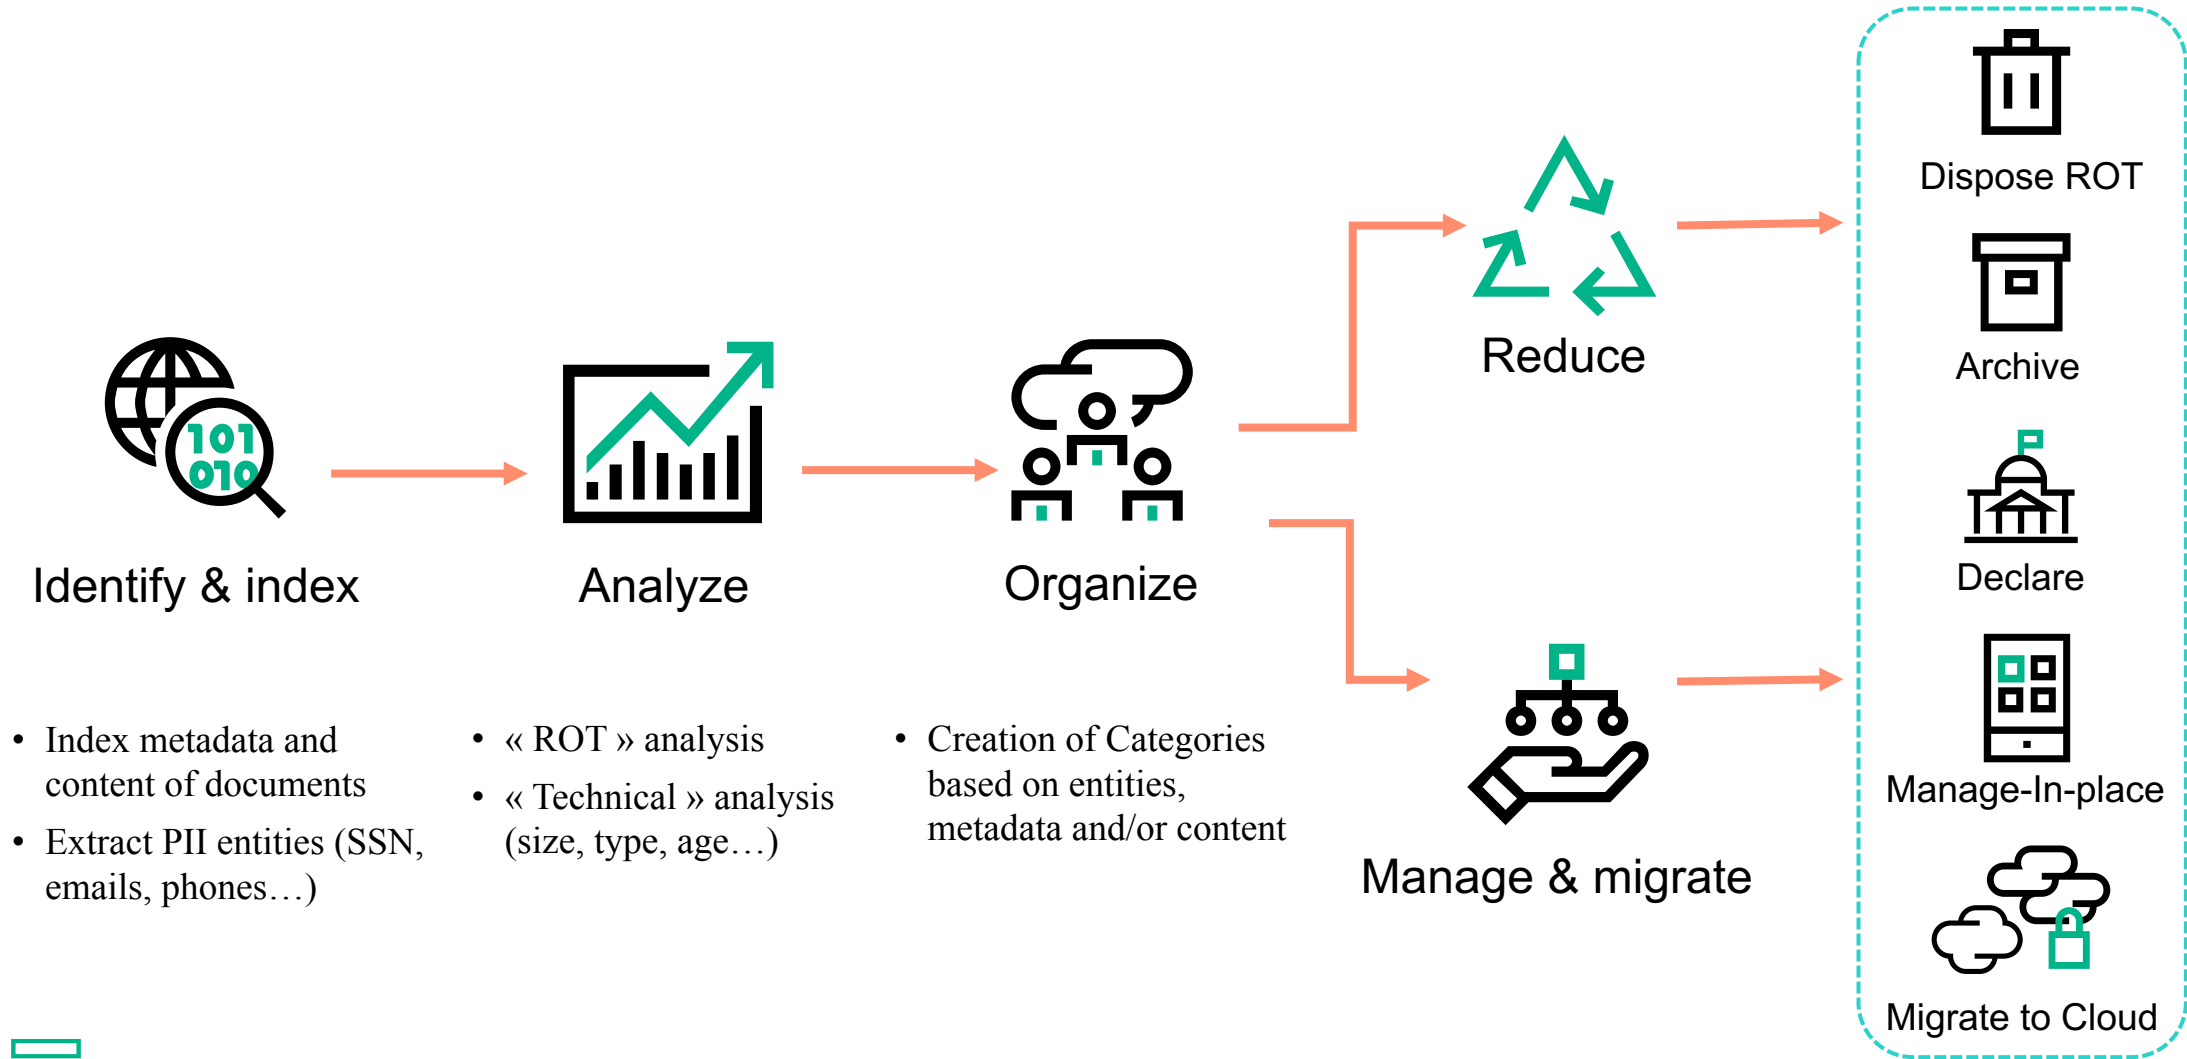 Identify & index
Analyze
Organize
Reduce
Manage & migrate
• Index metadata and
content of documents
• Extract PII entities (SSN,
emails, phones…)
• « ROT » analysis
• « Technical » analysis
(size, type, age…)
• Creation of Categories
based on entities,
metadata and/or content
Dispose ROT
Archive
Declare
Manage-In-place
Migrate to Cloud
101
010